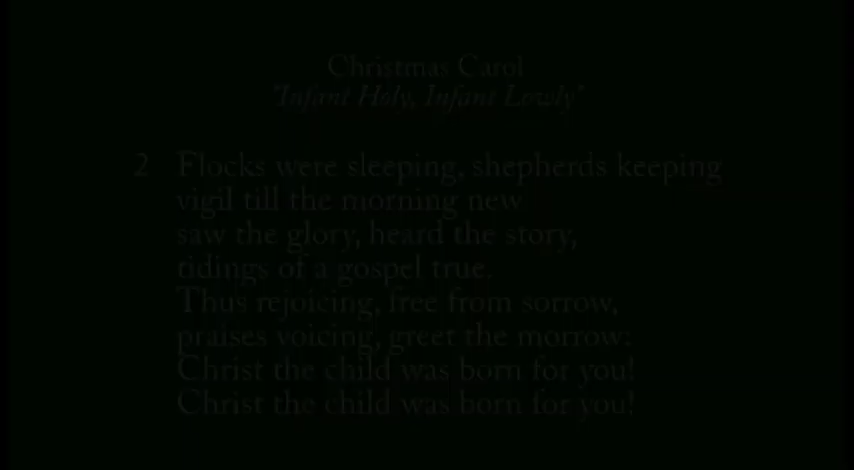 Christmas Carol
"Infant Holy, Infant Lowly"
2 Flocks were sleeping, shepherds keeping
vigil till the morning new
saw the glory, heard the story,
tidings of a gospel true.
Thus rejoicing, free from sorrow,
praises voicing, greet the morrow:
Christ the child was born for you!
Christ the child was born for you!